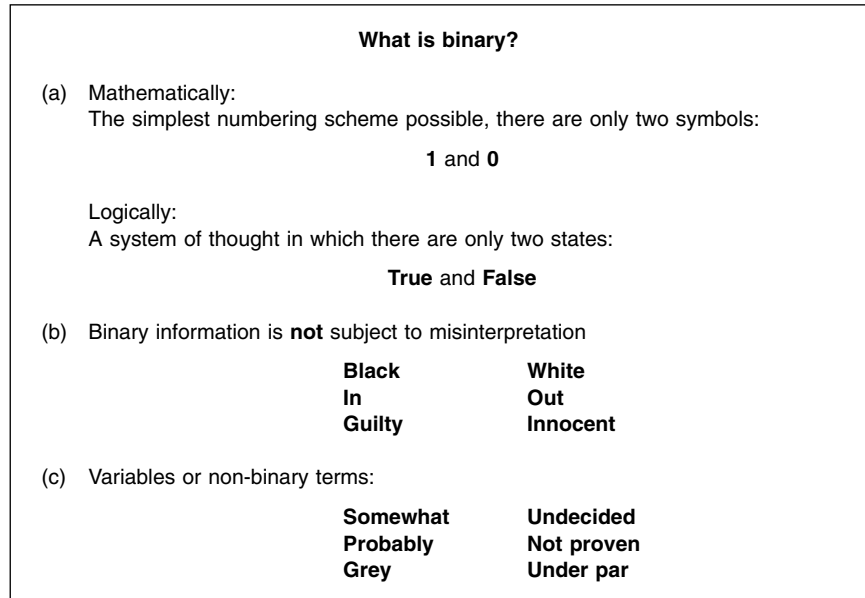 What is binary?
(a) Mathematically:
The simplest numbering scheme possible, there are only two symbols:
1 and 0
Logically:
A system of thought in which there are only two states:
True and False
(b) Binary information is not subject to misinterpretation
Black White
In Out
Guilty Innocent
(c) Variables or non-binary terms:
Somewhat Undecided
Probably Not proven
Grey Under par